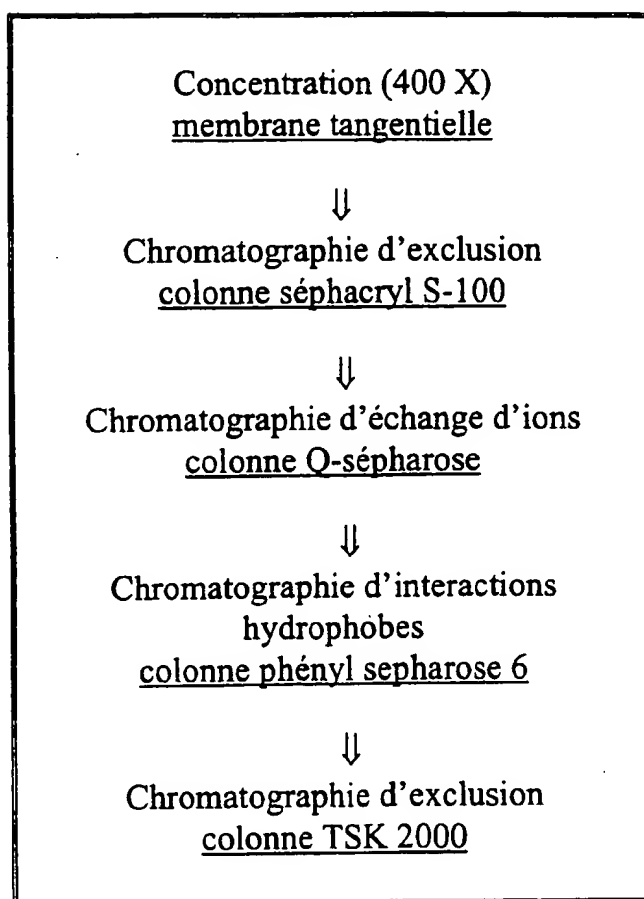 Concentration (400 X)
membrane tangentielle
⇓
Chromatographie d'exclusion
colonne séphacryl S-100
⇓
Chromatographie d'échange d'ions
colonne Q-sépharose
⇓
Chromatographie d'interactions
hydrophobes
colonne phényl sepharose 6
⇓
Chromatographie d'exclusion
colonne TSK 2000